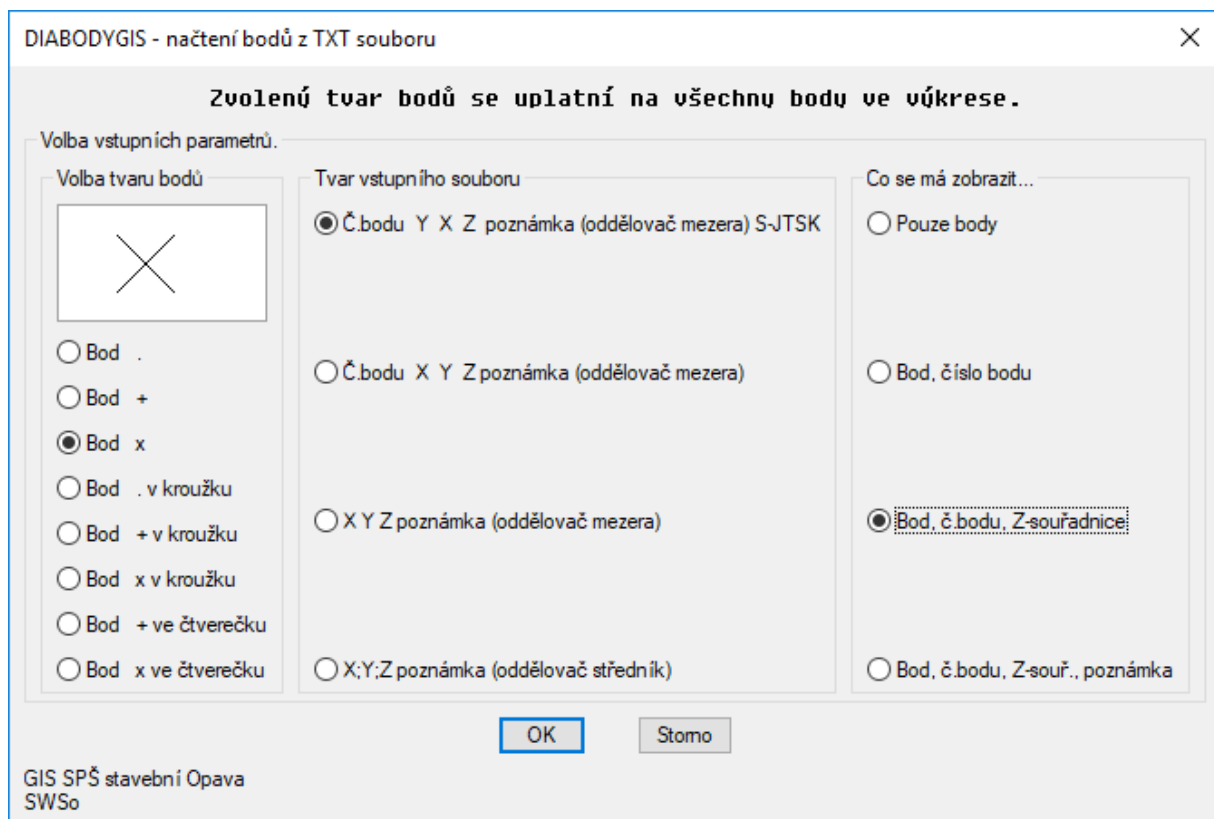 DIABODYGIS - načtení bodů z TXT souboru
Zvolený tvar bodů se uplatní na všechny body ve výkrese.
Volba vstupních parametrů.
Volba tvaru bodů
Bod .
Bod +
Bod x
Bod . v kroužku
Bod + v kroužku
Bod x v kroužku
Bod + ve čtverečku
Bod x ve čtverečku
Tvar vstupního souboru
Č.bodu Y X Z poznámka (oddělovač mezera) S-JTSK
Č.bodu X Y Z poznámka (oddělovač mezera)
X Y Z poznámka (oddělovač mezera)
X;Y;Z poznámka (oddělovač středník)
Co se má zobrazit...
Pouze body
Bod, číslo bodu
Bod, č.bodu, Z-souřadnice
Bod, č.bodu, Z-souř., poznámka
OK
Storno
GIS SPŠ stavební Opava
SWSo